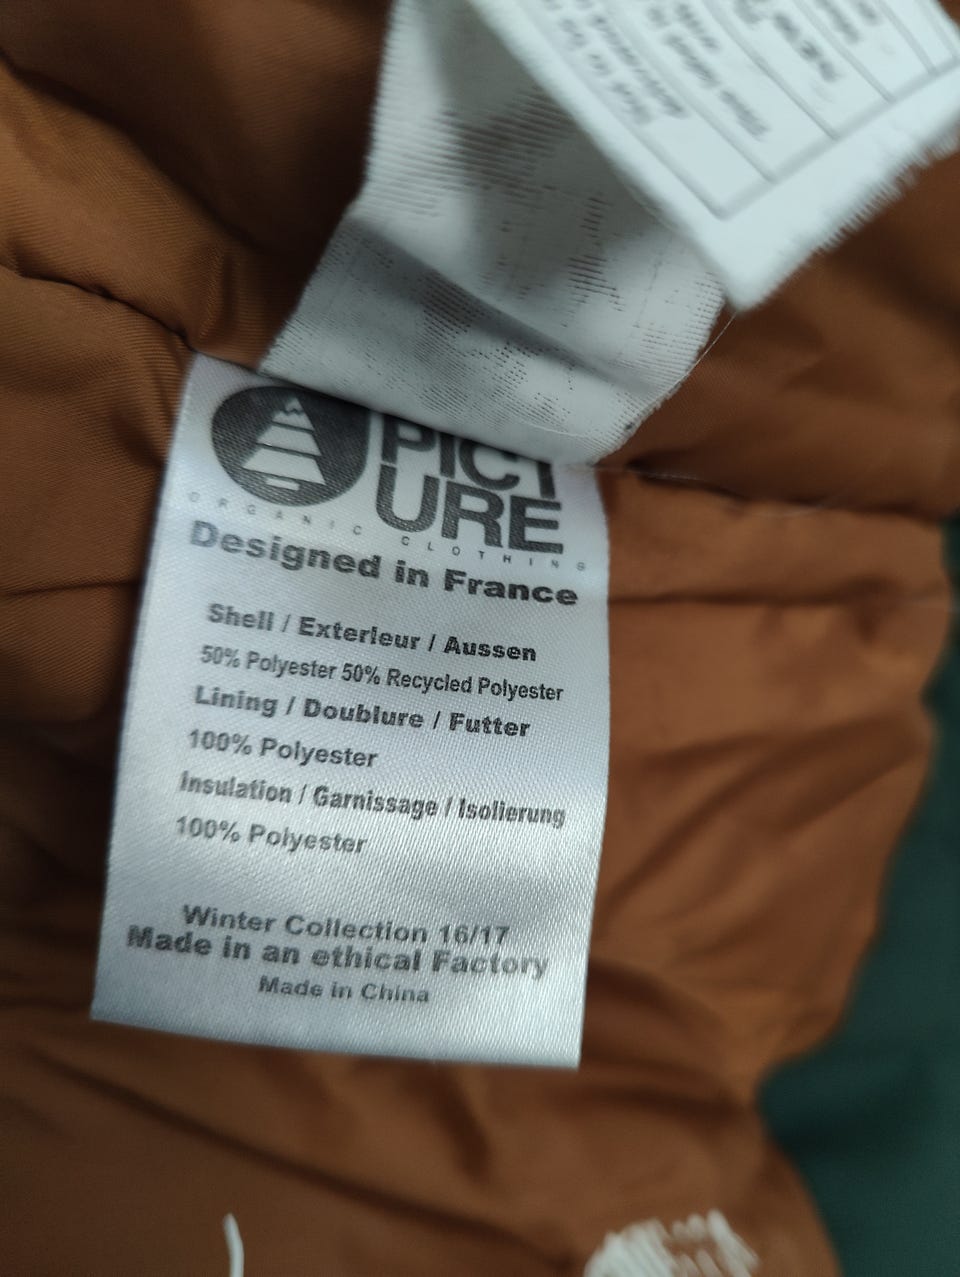 PICT
URE
ORGANIC CLOTHING
Designed in France
Shell / Exterieur / Aussen
50% Polyester 50% Recycled Polyester
Lining / Doublure / Futter
100% Polyester
Insulation / Garnissage / Isolierung
100% Polyester
Winter Collection 16/17
Made in an ethical Factory
Made in China